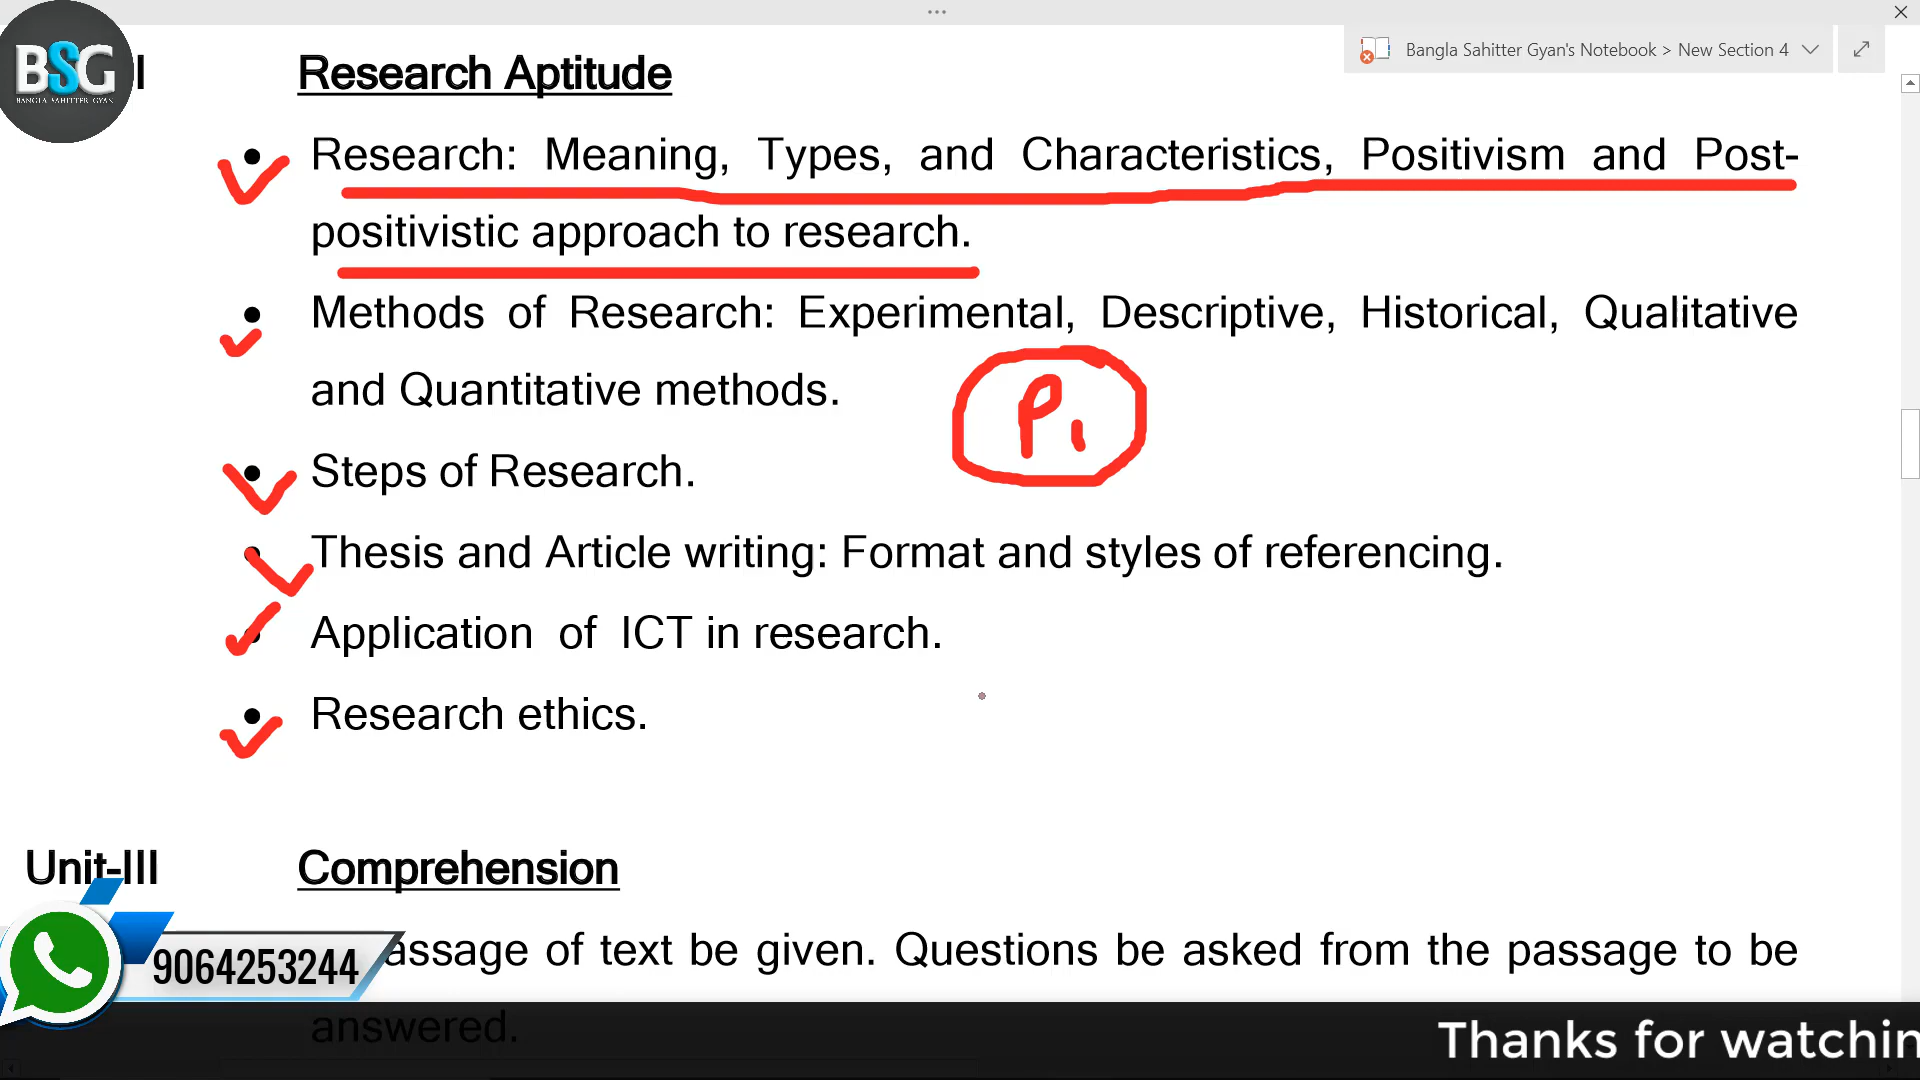 Bangla Sahitter Gyan's Notebook > New Section 4
BSG
BANGLA SAHITTER GYAN
I Research Aptitude
• Research: Meaning, Types, and Characteristics, Positivism and Post-
positivistic approach to research.
• Methods of Research: Experimental, Descriptive, Historical, Qualitative
and Quantitative methods.
P1
• Steps of Research.
• Thesis and Article writing: Format and styles of referencing.
• Application of ICT in research.
• Research ethics.
Unit-III Comprehension
assage of text be given. Questions be asked from the passage to be
answered.
9064253244
Thanks for watchin